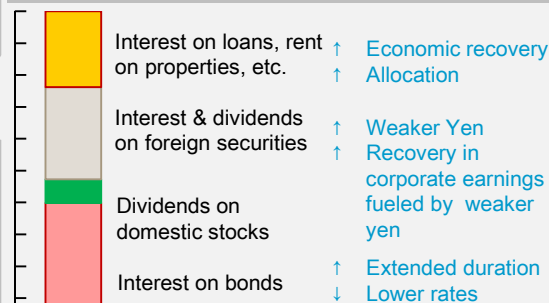 Interest on loans, rent
on properties, etc.
↑ Economic recovery
↑ Allocation
Interest & dividends
on foreign securities
↑ Weaker Yen
↑ Recovery in
corporate earnings
fueled by weaker
yen
Dividends on
domestic stocks
Interest on bonds
↑ Extended duration
↓ Lower rates